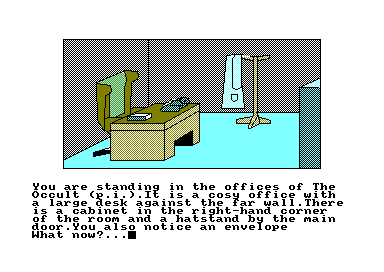 You are standing in the offices of The
Occult (p.i.).It is a cosy office with
a large desk against the far wall.There
is a cabinet in the right-hand corner
of the room and a hatstand by the main
door.You also notice an envelope
What now?...